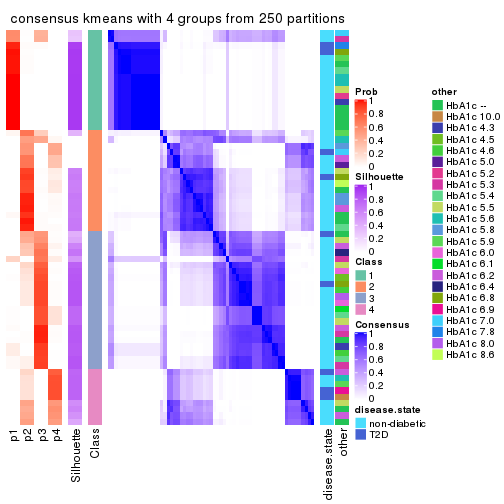 consensus kmeans with 4 groups from 250 partitions
p1
p2
p3
p4
Silhouette
Class
disease.state
other
Prob
1
0.8
0.6
0.4
0.2
0
Silhouette
1
0.8
0.6
0.4
0.2
0
Class
1
2
3
4
Consensus
1
0.8
0.6
0.4
0.2
0
disease.state
non-diabetic
T2D
other
HbA1c --
HbA1c 10.0
HbA1c 4.3
HbA1c 4.5
HbA1c 4.6
HbA1c 5.0
HbA1c 5.2
HbA1c 5.3
HbA1c 5.4
HbA1c 5.5
HbA1c 5.6
HbA1c 5.8
HbA1c 5.9
HbA1c 6.0
HbA1c 6.1
HbA1c 6.2
HbA1c 6.4
HbA1c 6.8
HbA1c 6.9
HbA1c 7.0
HbA1c 7.8
HbA1c 8.0
HbA1c 8.6